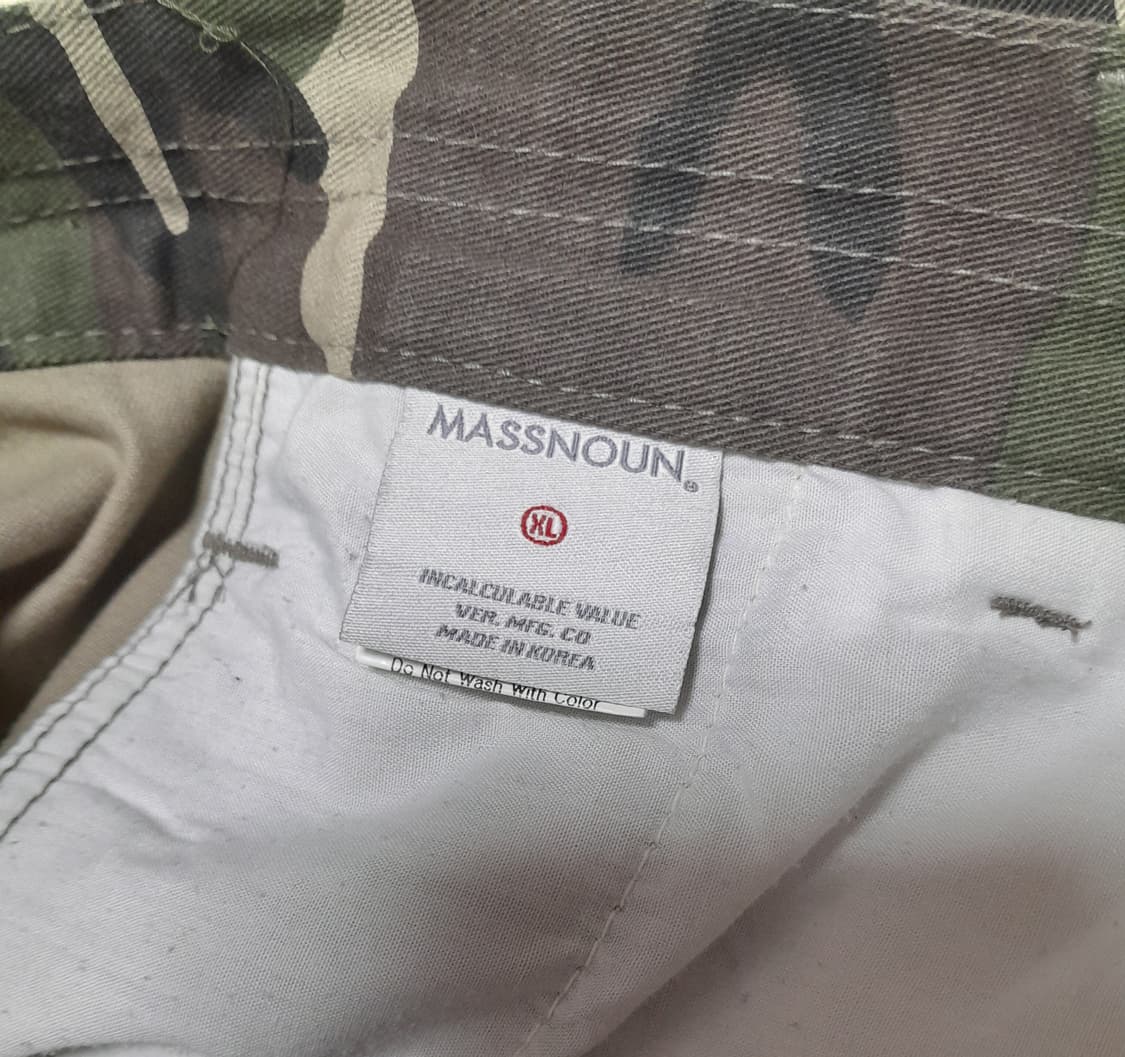 MASSNOUN®
XL
INCALCULABLE VALUE
VER. MFG. CO
MADE IN KOREA
Do Not Wash With Color